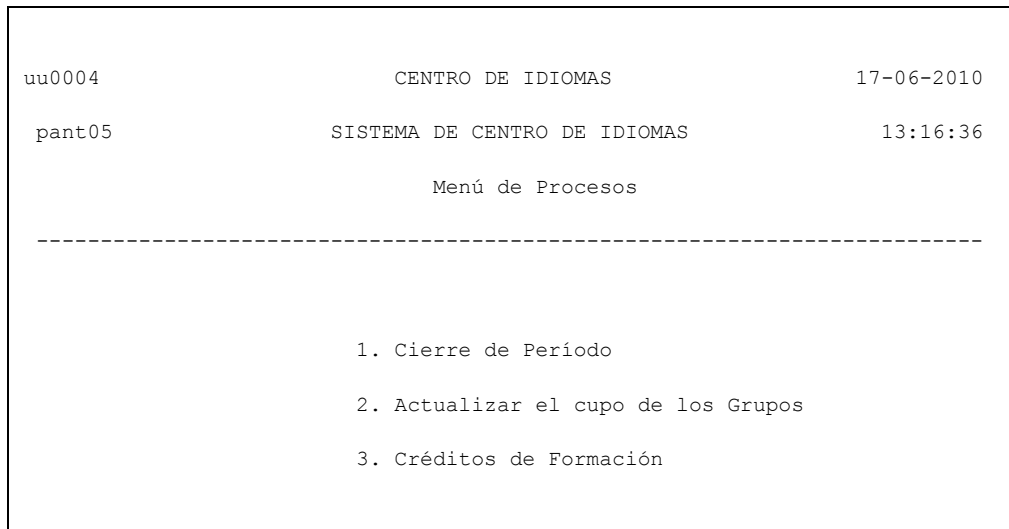 uu0004 CENTRO DE IDIOMAS 17-06-2010
pant05 SISTEMA DE CENTRO DE IDIOMAS 13:16:36
Menú de Procesos
--------------------------------------------------------------------------
1. Cierre de Período
2. Actualizar el cupo de los Grupos
3. Créditos de Formación